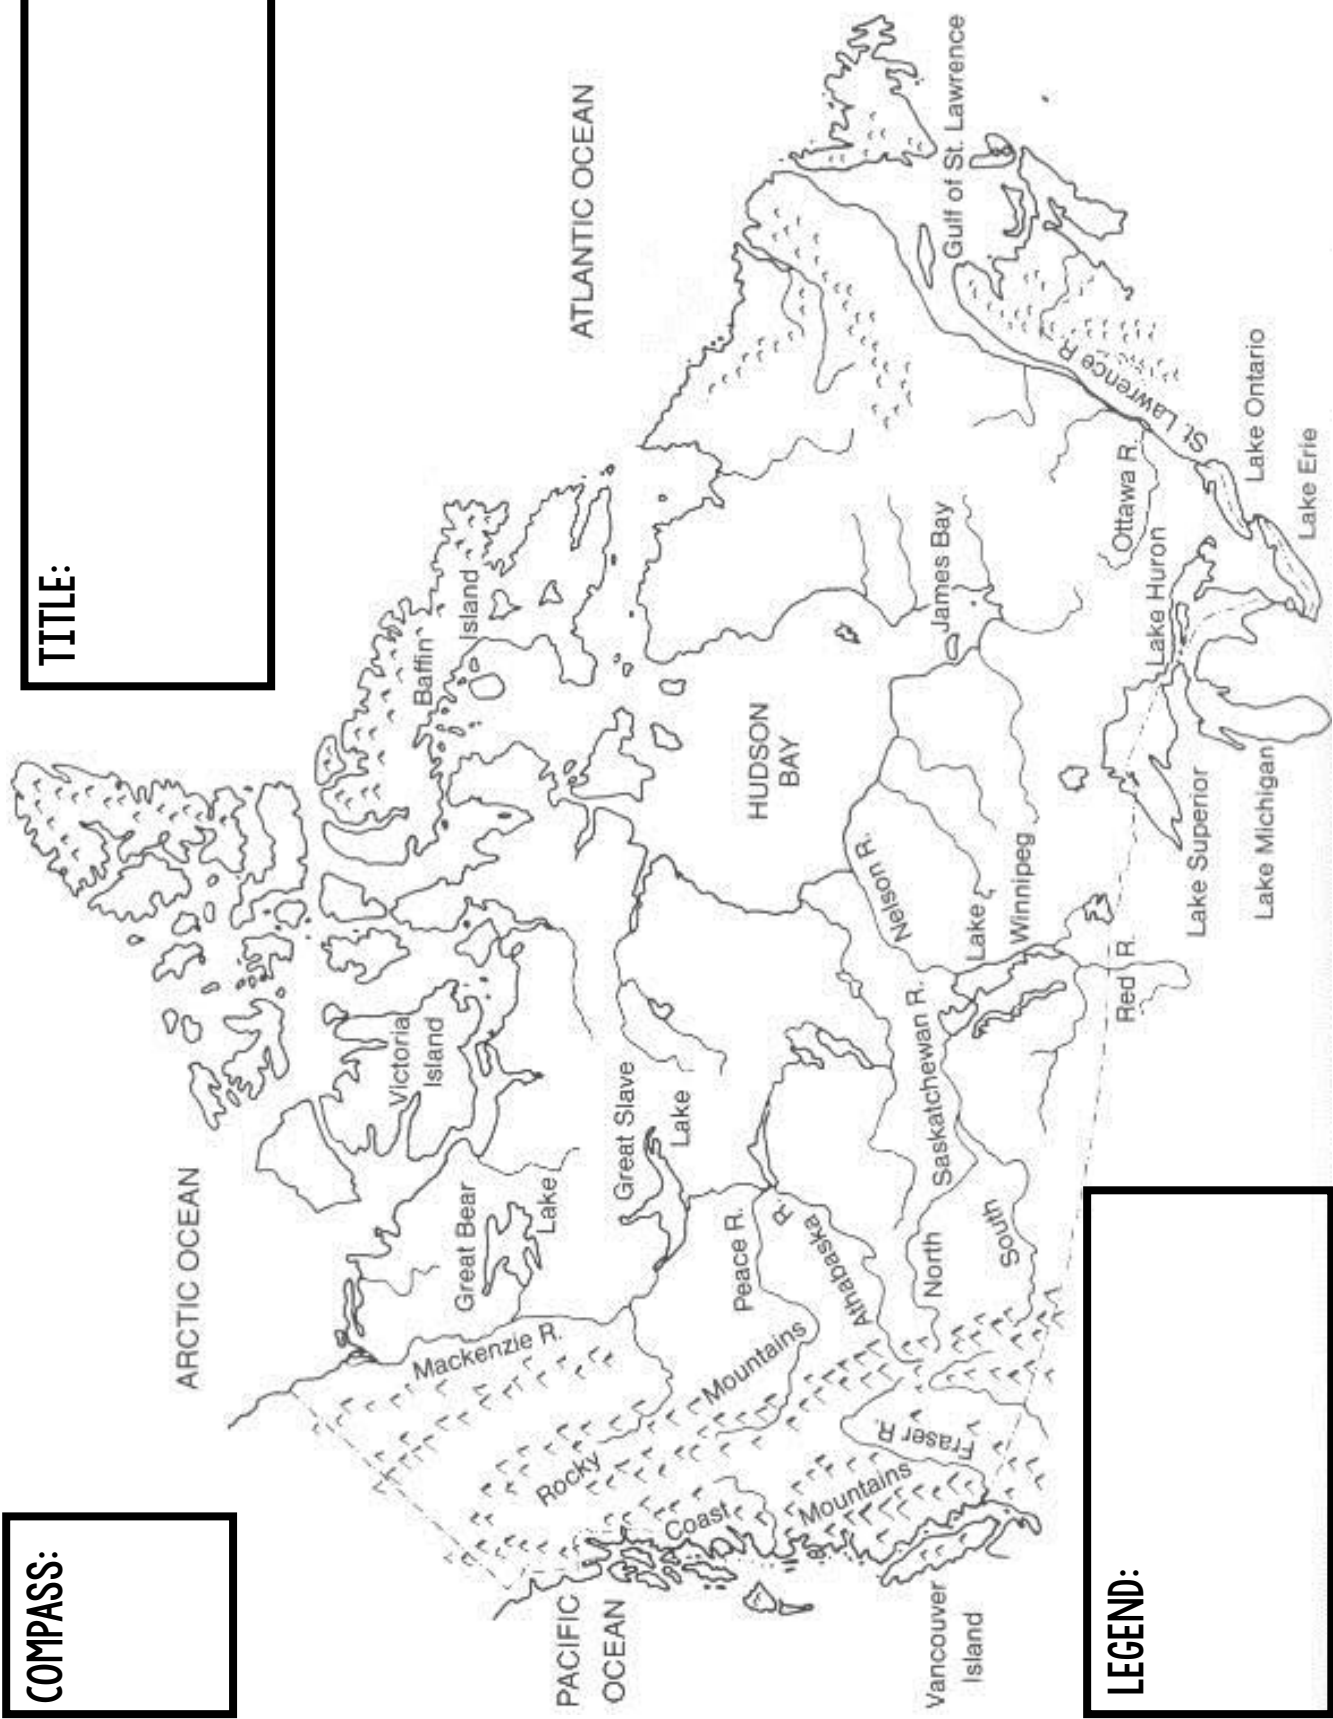 COMPASS:
TITLE:
ARCTIC OCEAN
ATLANTIC OCEAN
PACIFIC
OCEAN
Baffin
Island
Victoria
Island
Great Bear
Lake
Mackenzie R.
Great Slave
Lake
HUDSON
BAY
Rocky
Mountains
Coast
Mountains
Peace R.
Athabaska
R.
Fraser R.
North
Saskatchewan R.
South
Nelson R.
Lake
Winnipeg
Red R.
James Bay
Gulf of St. Lawrence
St. Lawrence R.
Ottawa R.
Lake Huron
Lake Ontario
Lake Erie
Lake Superior
Lake Michigan
Vancouver
Island
LEGEND: